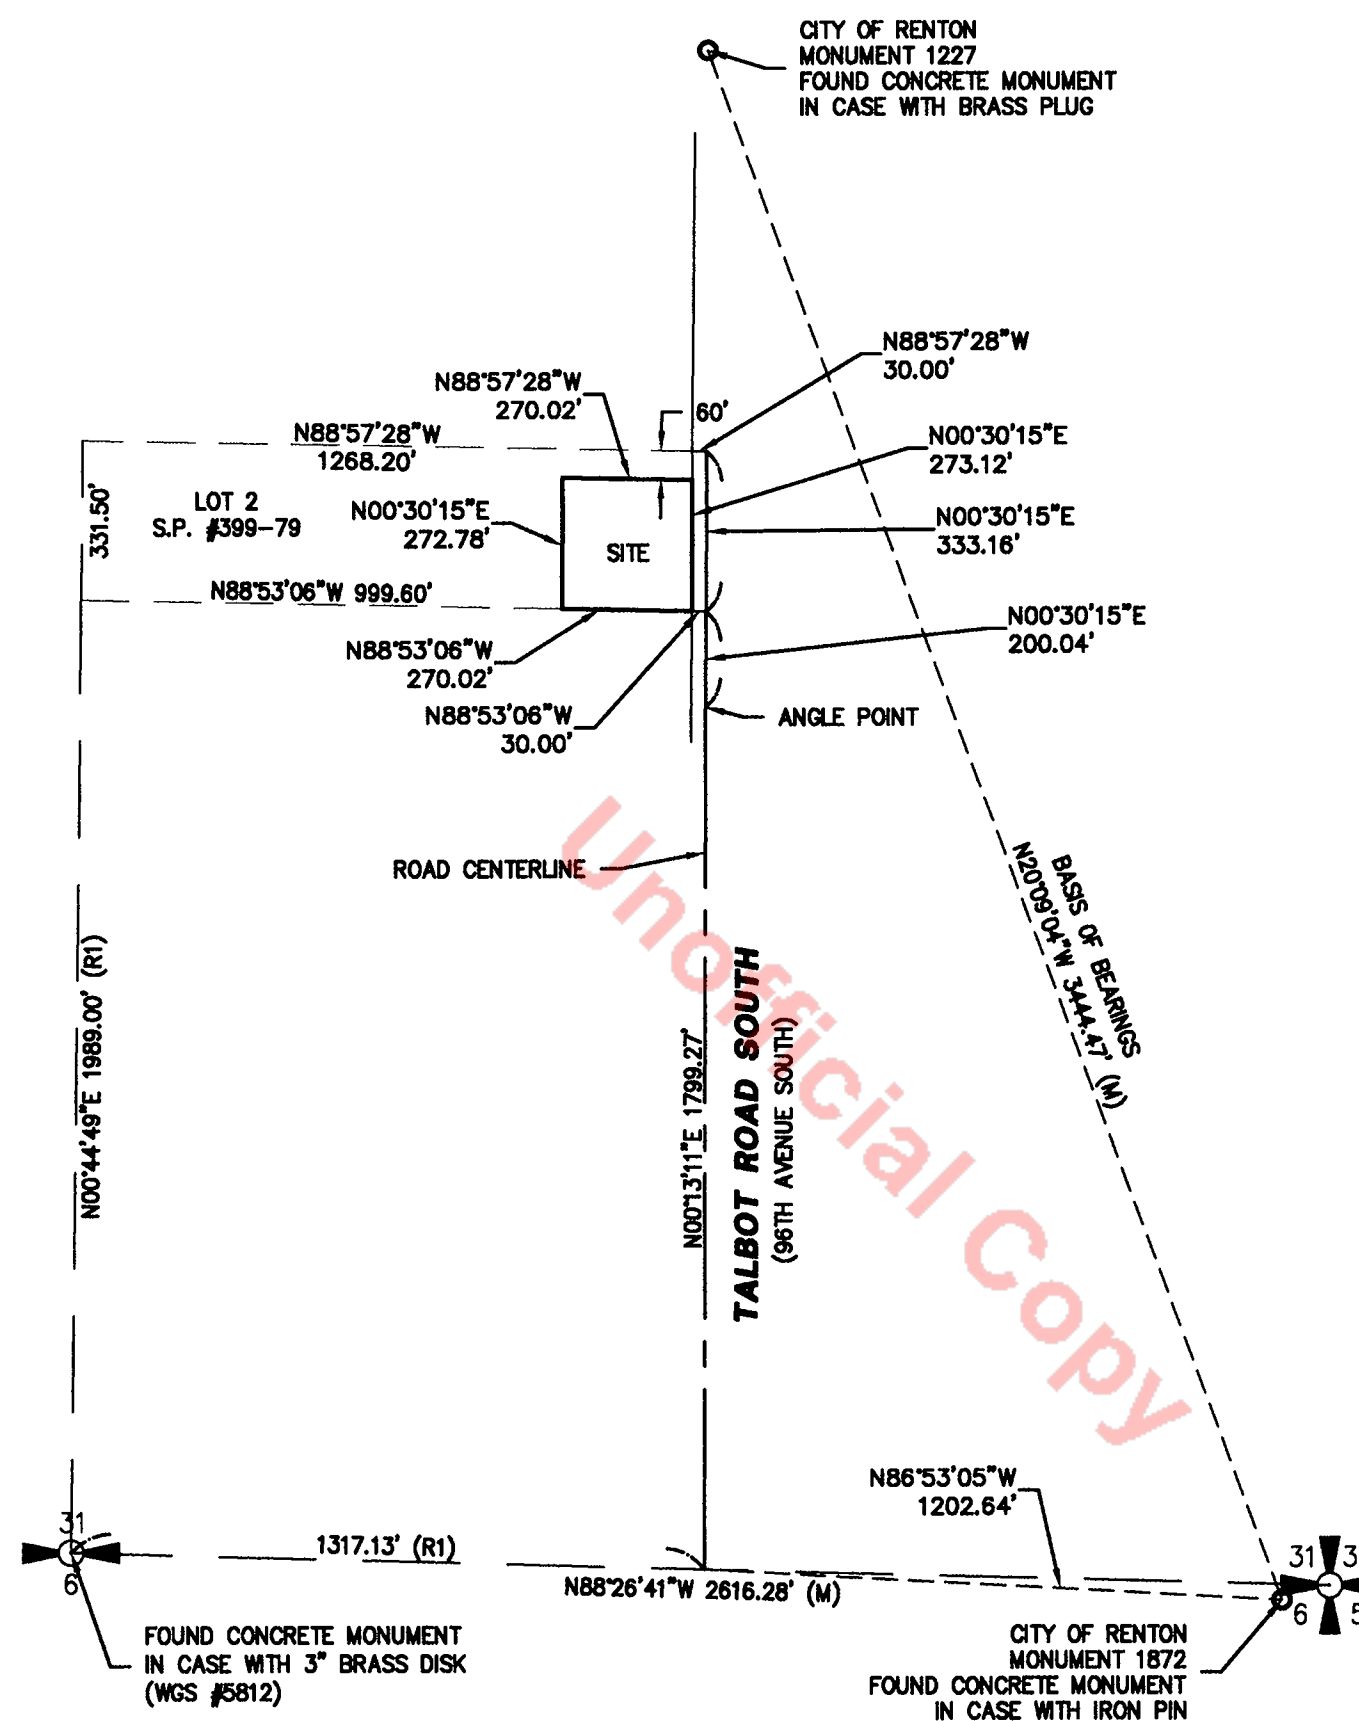 CITY OF RENTON
MONUMENT 1227
FOUND CONCRETE MONUMENT
IN CASE WITH BRASS PLUG
N88°57'28"W
30.00'
N88°57'28"W
270.02'
60'
N88°57'28"W
1268.20'
N00°30'15"E
273.12'
331.50'
LOT 2
S.P. #399-79
N00°30'15"E
272.78'
SITE
N00°30'15"E
333.16'
N88°53'06"W 999.60'
N00°30'15"E
200.04'
N88°53'06"W
270.02'
N88°53'06"W
30.00'
ANGLE POINT
ROAD CENTERLINE
BASIS OF BEARINGS
N20°09'04"W 3444.47' (M)
N00°44'49"E 1989.00' (R1)
N00°13'11"E 1799.27'
TALBOT ROAD SOUTH
(96TH AVENUE SOUTH)
Unofficial Copy
N86°53'05"W
1202.64'
31
6
1317.13' (R1)
N88°26'41"W 2616.28' (M)
31
3
6
5
FOUND CONCRETE MONUMENT
IN CASE WITH 3" BRASS DISK
(WGS #5812)
CITY OF RENTON
MONUMENT 1872
FOUND CONCRETE MONUMENT
IN CASE WITH IRON PIN